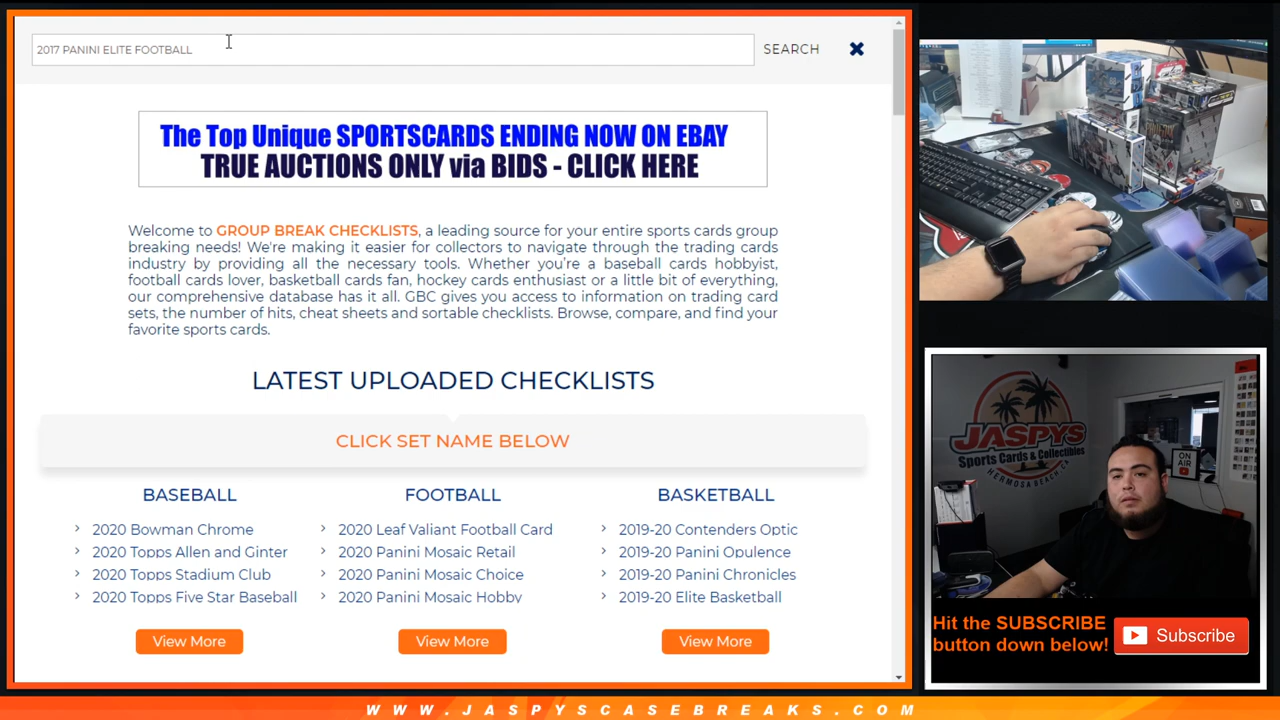 2017 PANINI ELITE FOOTBALL
SEARCH
The Top Unique SPORTSCARDS ENDING NOW ON EBAY
TRUE AUCTIONS ONLY via BIDS - CLICK HERE
Welcome to GROUP BREAK CHECKLISTS, a leading source for your entire sports cards group
breaking needs! We're making it easier for collectors to navigate through the trading cards
industry by providing all the necessary tools. Whether you're a baseball cards hobbyist,
football cards lover, basketball cards fan, hockey cards enthusiast or a little bit of everything,
our comprehensive database has it all. GBC gives you access to information on trading card
sets, the number of hits, cheat sheets and sortable checklists. Browse, compare, and find your
favorite sports cards.
LATEST UPLOADED CHECKLISTS
CLICK SET NAME BELOW
BASEBALL
2020 Bowman Chrome
2020 Topps Allen and Ginter
2020 Topps Stadium Club
2020 Topps Five Star Baseball
View More
FOOTBALL
2020 Leaf Valiant Football Card
2020 Panini Mosaic Retail
2020 Panini Mosaic Choice
2020 Panini Mosaic Hobby
View More
BASKETBALL
2019-20 Contenders Optic
2019-20 Panini Opulence
2019-20 Panini Chronicles
2019-20 Elite Basketball
View More
JASPYS
Sports Cards & Collectibles
HERMOSA BEACH CA
ON
AIR
Hit the SUBSCRIBE
button down below!
Subscribe
WWW.JASPYSCASEBREAKS.COM